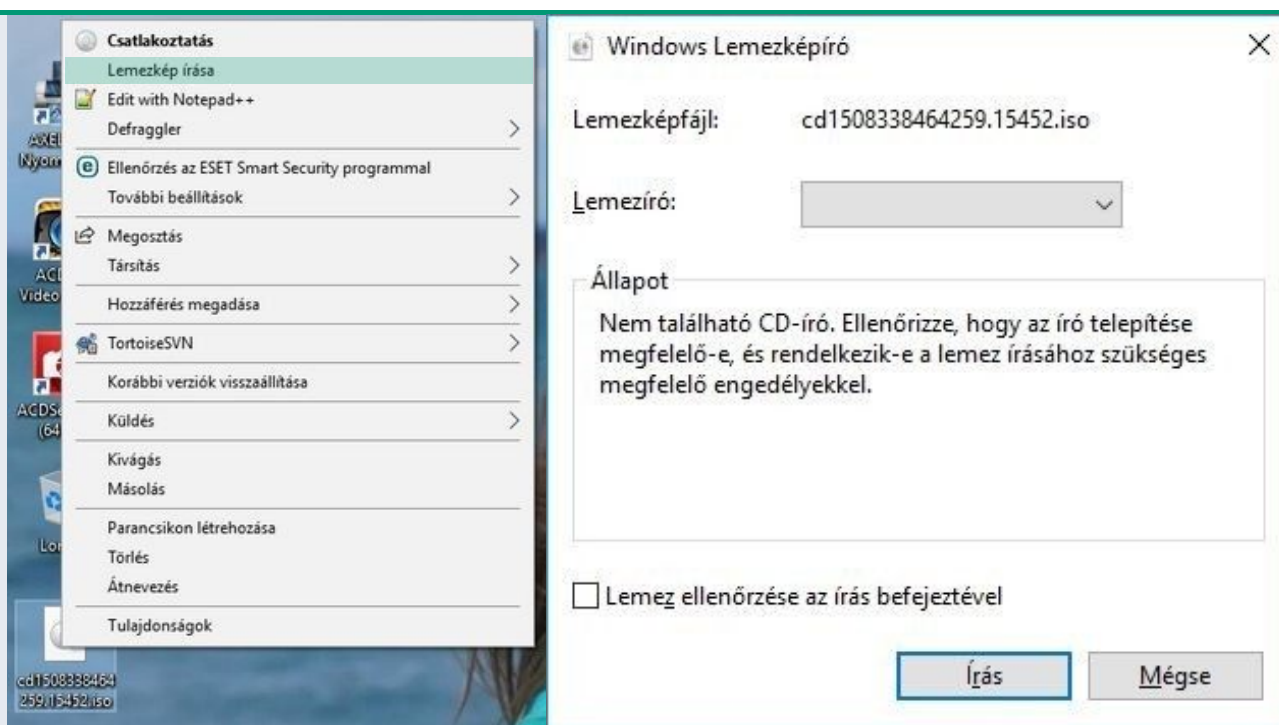 Csatlakoztatás
Lemezkép írása
Edit with Notepad++
Defraggler
Ellenőrzés az ESET Smart Security programmal
További beállítások
Megosztás
Társítás
Hozzáférés megadása
TortoiseSVN
Korábbi verziók visszaállítása
Küldés
Kivágás
Másolás
Parancsikon létrehozása
Törlés
Átnevezés
Tulajdonságok
cd1508338464
259.15452.iso
Windows Lemezképíró
Lemezképfájl: cd1508338464259.15452.iso
Lemezíró:
Állapot
Nem található CD-író. Ellenőrizze, hogy az író telepítése
megfelelő-e, és rendelkezik-e a lemez írásához szükséges
megfelelő engedélyekkel.
Lemez ellenőrzése az írás befejeztével
Írás Mégse